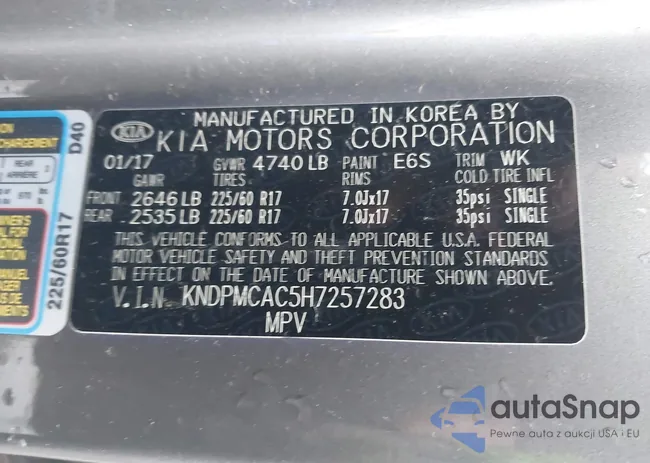 MANUFACTURED IN KOREA BY
KIA KIA MOTORS CORPORATION
01/17 GVWR 4740 LB PAINT E6S TRIM WK
GAWR TIRES RIMS COLD TIRE INFL
FRONT 2646 LB 225/60 R17 7.0Jx17 35psi SINGLE
REAR 2535 LB 225/60 R17 7.0Jx17 35psi SINGLE
THIS VEHICLE CONFORMS TO ALL APPLICABLE U.S.A. FEDERAL
MOTOR VEHICLE SAFETY AND THEFT PREVENTION STANDARDS
IN EFFECT ON THE DATE OF MANUFACTURE SHOWN ABOVE.
V.I.N. KNDPMCAC5H7257283
MPV
D40
225/60R17
REAR
ARRIÈRE
autaSnap
Pewne auta z aukcji USA i EU